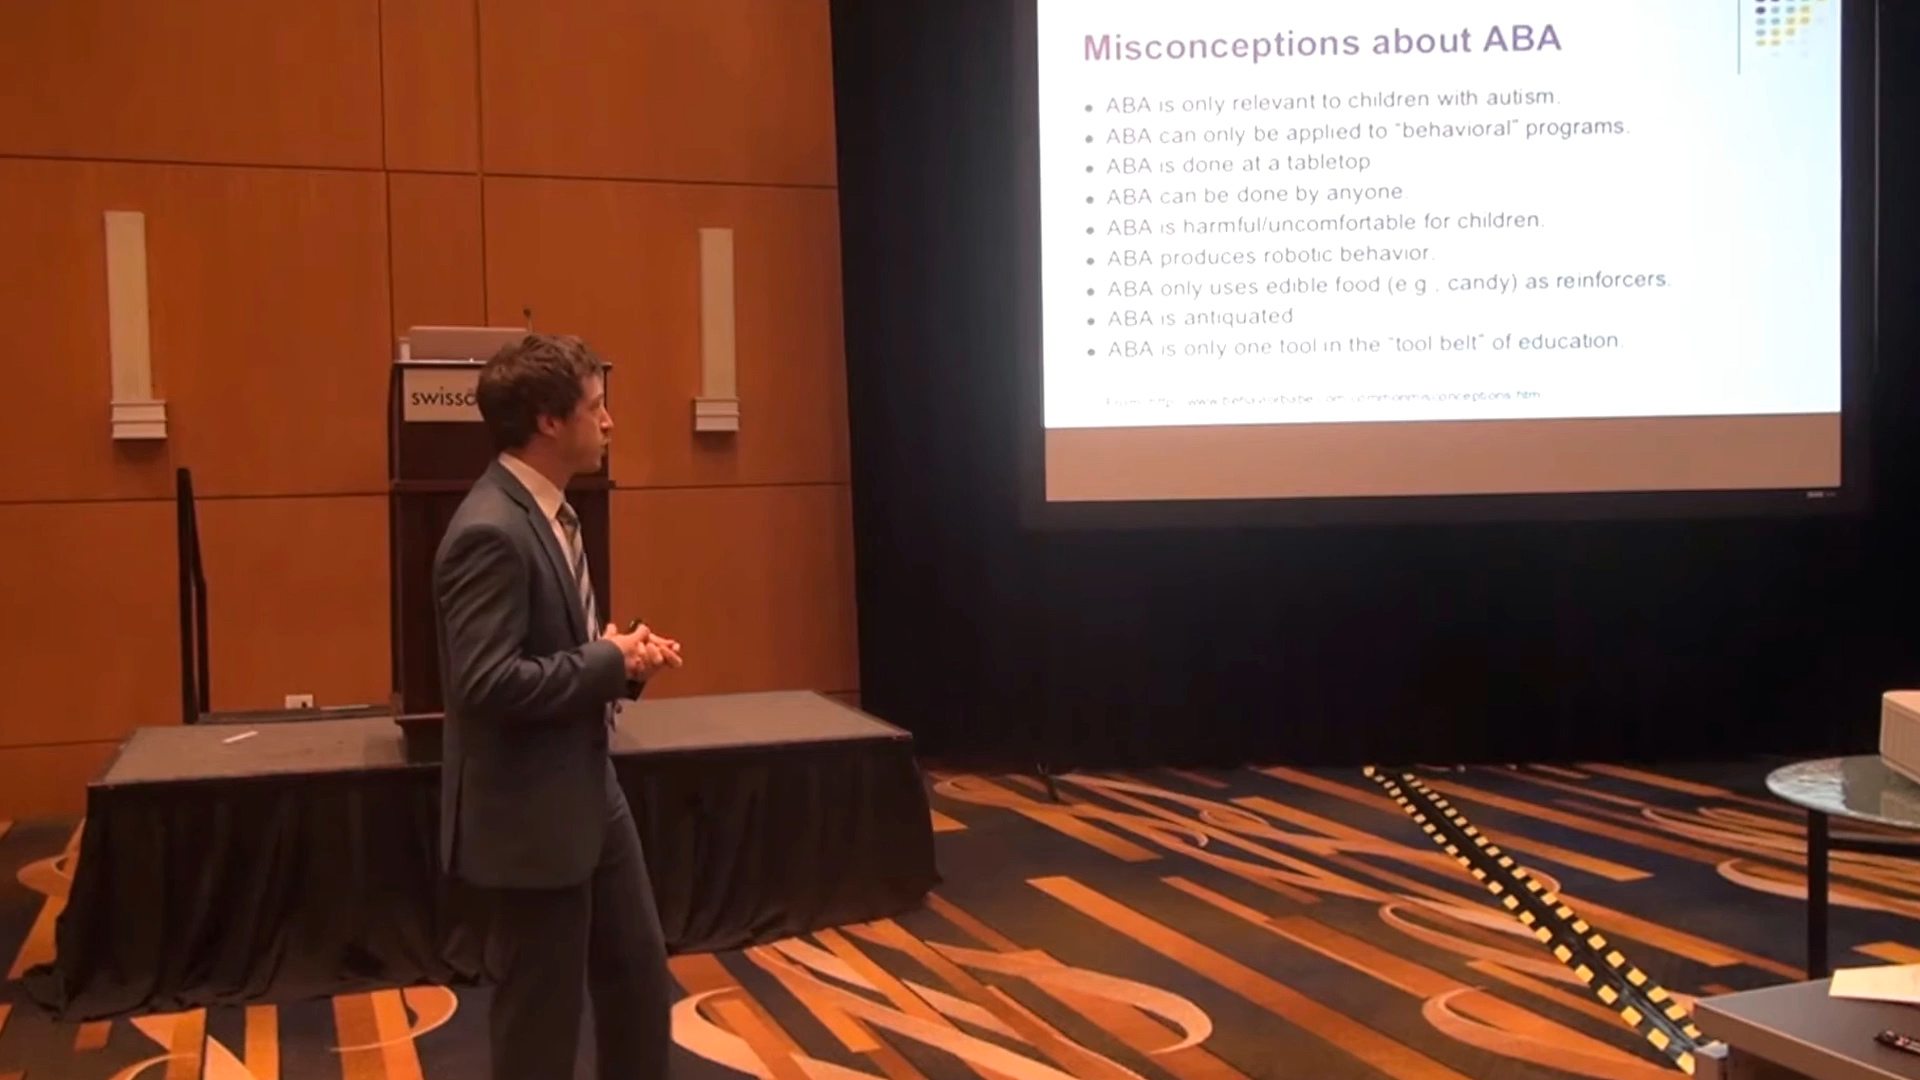 Misconceptions about ABA
• ABA is only relevant to children with autism.
• ABA can only be applied to "behavioral" programs.
• ABA is done at a tabletop
• ABA can be done by anyone
• ABA is harmful/uncomfortable for children.
• ABA produces robotic behavior.
• ABA only uses edible food (e g , candy) as reinforcers.
• ABA is antiquated
• ABA is only one tool in the "tool belt" of education.
swissô